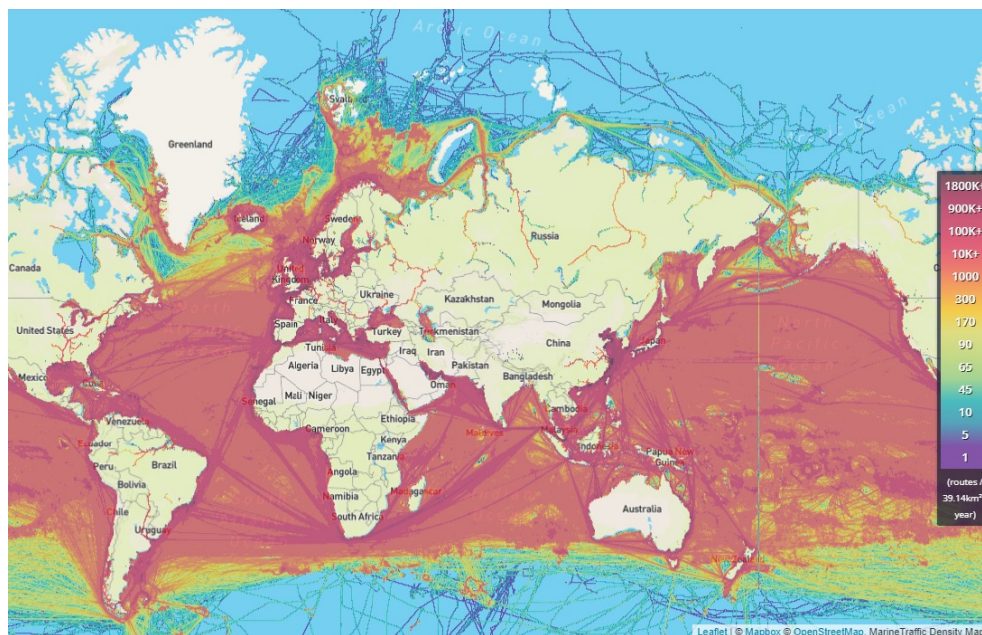 Arctic Ocean
Svalb
Greenland
Iceland
Sweden
Norway
Russia
Canada
United
Kingdom
France
Ukraine
Kazakhstan
Mongolia
United States
Spain
Italy
Turkey
Turkmenistan
China
Japan
Tunisia
Algeria
Libya
Egypt
Iraq
Iran
Pakistan
Mexico
Cuba
Senegal
Mali
Niger
Oman
Bangladesh
Cambodia
Venezuela
Cameroon
Ethiopia
Maldives
Malaysia
Ecuador
Kenya
Indonesia
Papua New
Guinea
Peru
Brazil
Tanzania
Bolivia
Angola
Madagascar
Chile
Namibia
Australia
Uruguay
South Africa
New Zealand
1800K+
900K+
100K+
10K+
1000
300
170
90
65
45
10
5
1
(routes /
39.14km²
year)
Leaflet | © Mapbox © OpenStreetMap, MarineTraffic Density Map